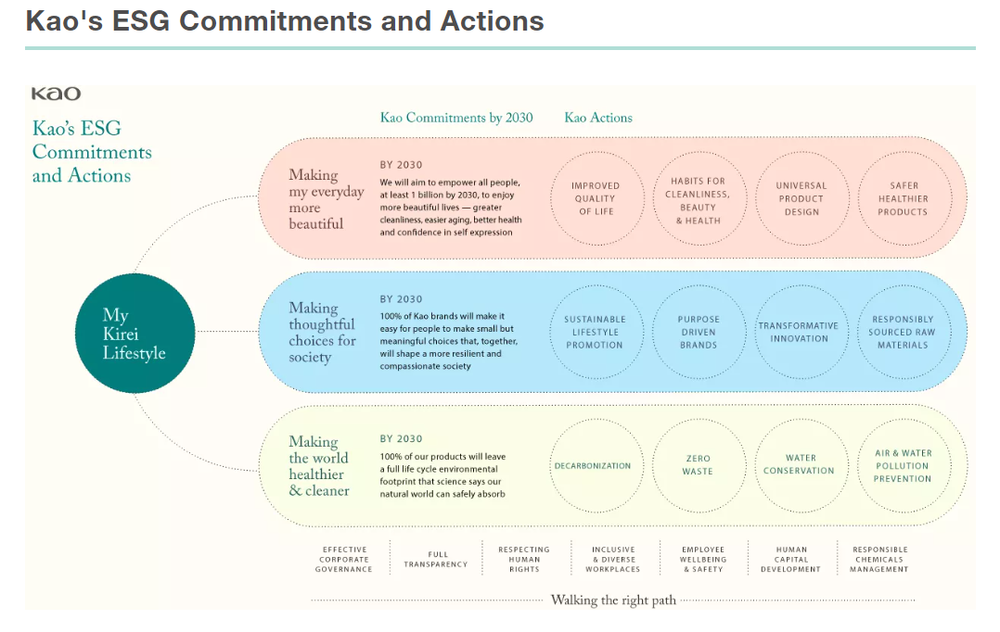 Kao's ESG Commitments and Actions
Kao
Kao's ESG
Commitments
and Actions
Kao Commitments by 2030
Kao Actions
My
Kirei
Lifestyle
Making
my everyday
more
beautiful
BY 2030
We will aim to empower all people,
at least 1 billion by 2030, to enjoy
more beautiful lives — greater
cleanliness, easier aging, better health
and confidence in self expression
IMPROVED
QUALITY
OF LIFE
HABITS FOR
CLEANLINESS,
BEAUTY
& HEALTH
UNIVERSAL
PRODUCT
DESIGN
SAFER
HEALTHIER
PRODUCTS
Making
thoughtful
choices for
society
BY 2030
100% of Kao brands will make it
easy for people to make small but
meaningful choices that, together,
will shape a more resilient and
compassionate society
SUSTAINABLE
LIFESTYLE
PROMOTION
PURPOSE
DRIVEN
BRANDS
TRANSFORMATIVE
INNOVATION
RESPONSIBLY
SOURCED RAW
MATERIALS
Making
the world
healthier
& cleaner
BY 2030
100% of our products will leave
a full life cycle environmental
footprint that science says our
natural world can safely absorb
DECARBONIZATION
ZERO
WASTE
WATER
CONSERVATION
AIR & WATER
POLLUTION
PREVENTION
EFFECTIVE
CORPORATE
GOVERNANCE
FULL
TRANSPARENCY
RESPECTING
HUMAN
RIGHTS
INCLUSIVE
& DIVERSE
WORKPLACES
EMPLOYEE
WELLBEING
& SAFETY
HUMAN
CAPITAL
DEVELOPMENT
RESPONSIBLE
CHEMICALS
MANAGEMENT
Walking the right path